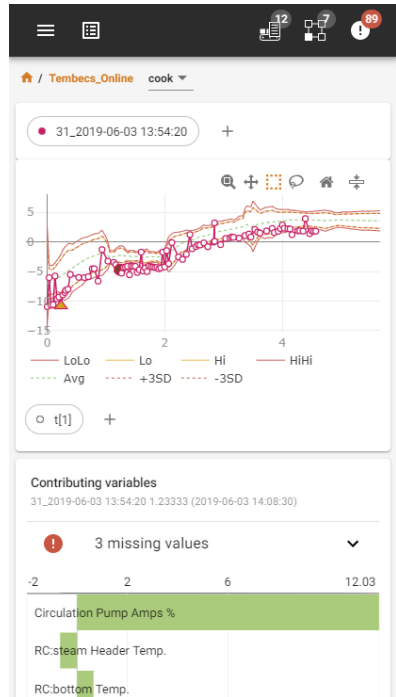 12
7
89
/ Tembecs_Online cook
31_2019-06-03 13:54:20 +
5
0
−5
−10
−15
0 2 4
LoLo Lo Hi HiHi
Avg +3SD -3SD
t[1] +
Contributing variables
31_2019-06-03 13:54:20 1.23333 (2019-06-03 14:08:30)
! 3 missing values
-2 2 6 12.03
Circulation Pump Amps %
RC:steam Header Temp.
RC:bottom Temp.